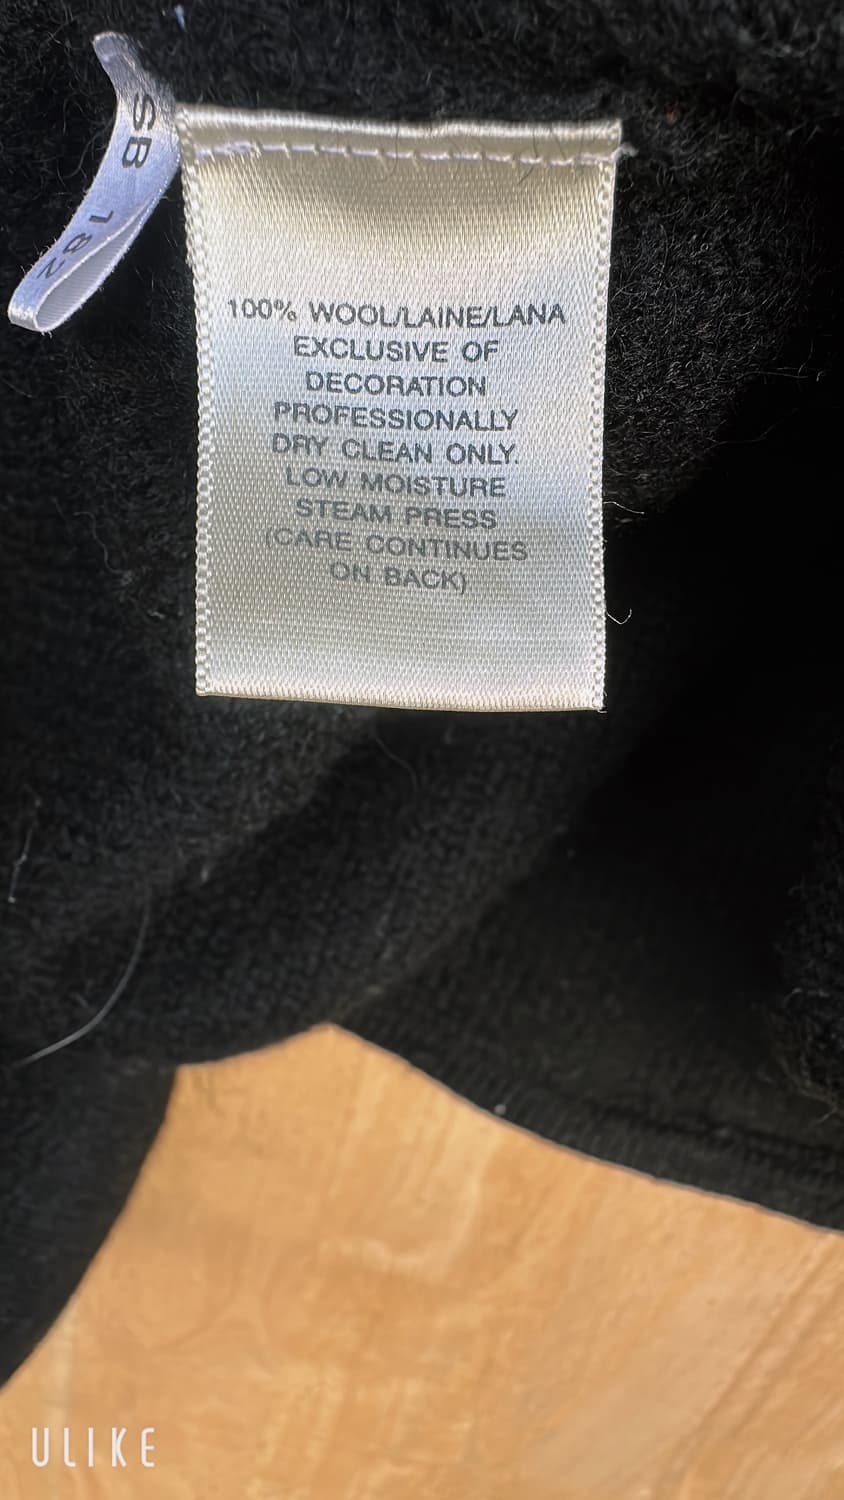 SB 182
100% WOOL/LAINE/LANA
EXCLUSIVE OF
DECORATION
PROFESSIONALLY
DRY CLEAN ONLY.
LOW MOISTURE
STEAM PRESS
(CARE CONTINUES
ON BACK)
ULIKE